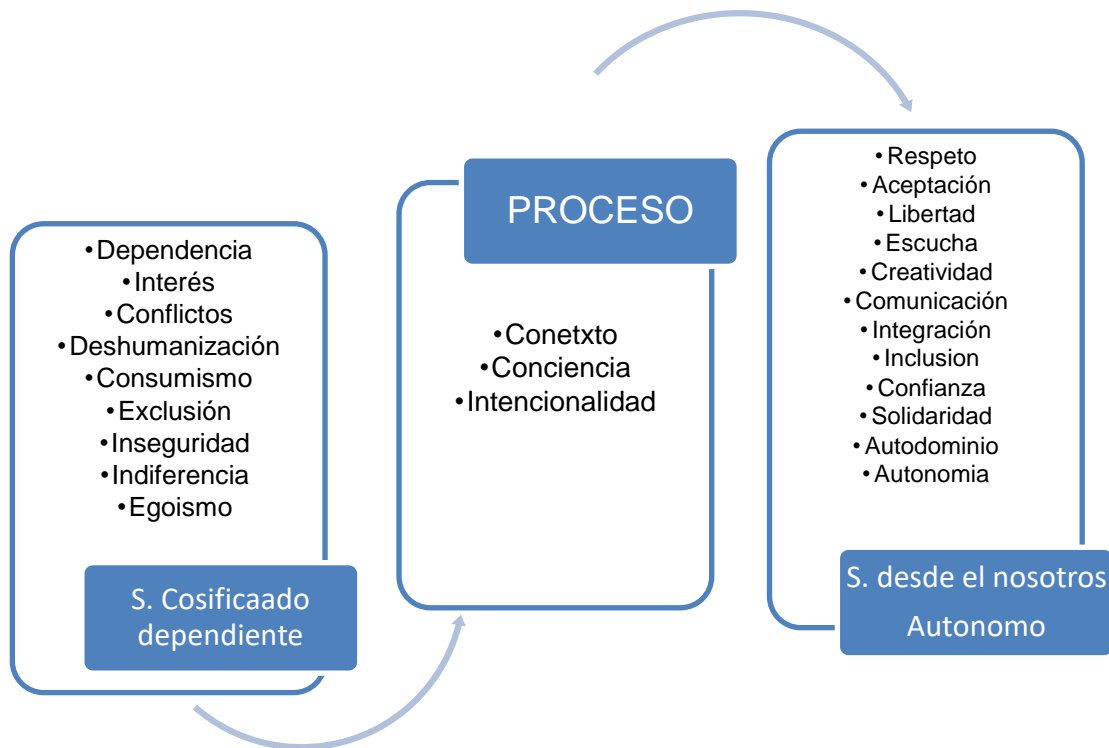 •Dependencia
•Interés
•Conflictos
•Deshumanización
•Consumismo
•Exclusión
•Inseguridad
•Indiferencia
•Egoismo
S. Cosificaado
dependiente
PROCESO
•Conetxto
•Conciencia
•Intencionalidad
•Respeto
•Aceptación
•Libertad
•Escucha
•Creatividad
•Comunicación
•Integración
•Inclusion
•Confianza
•Solidaridad
•Autodominio
•Autonomia
S. desde el nosotros
Autonomo